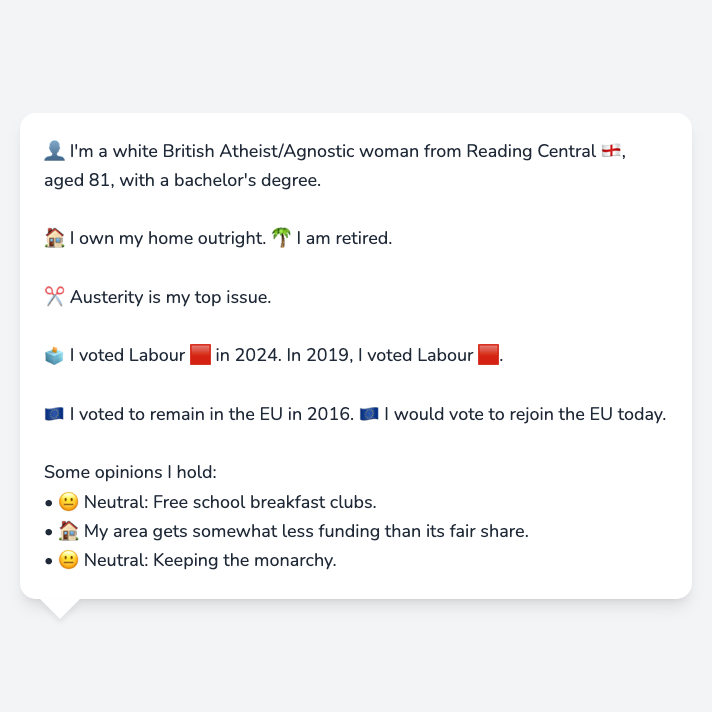 👤 I'm a white British Atheist/Agnostic woman from Reading Central 🏴󠁧󠁢󠁥󠁮󠁧󠁿,
aged 81, with a bachelor's degree.
🏠 I own my home outright. 🌴 I am retired.
✂️ Austerity is my top issue.
🗳️ I voted Labour 🟥 in 2024. In 2019, I voted Labour 🟥.
🇪🇺 I voted to remain in the EU in 2016. 🇪🇺 I would vote to rejoin the EU today.
Some opinions I hold:
• 😐 Neutral: Free school breakfast clubs.
• 🏠 My area gets somewhat less funding than its fair share.
• 😐 Neutral: Keeping the monarchy.